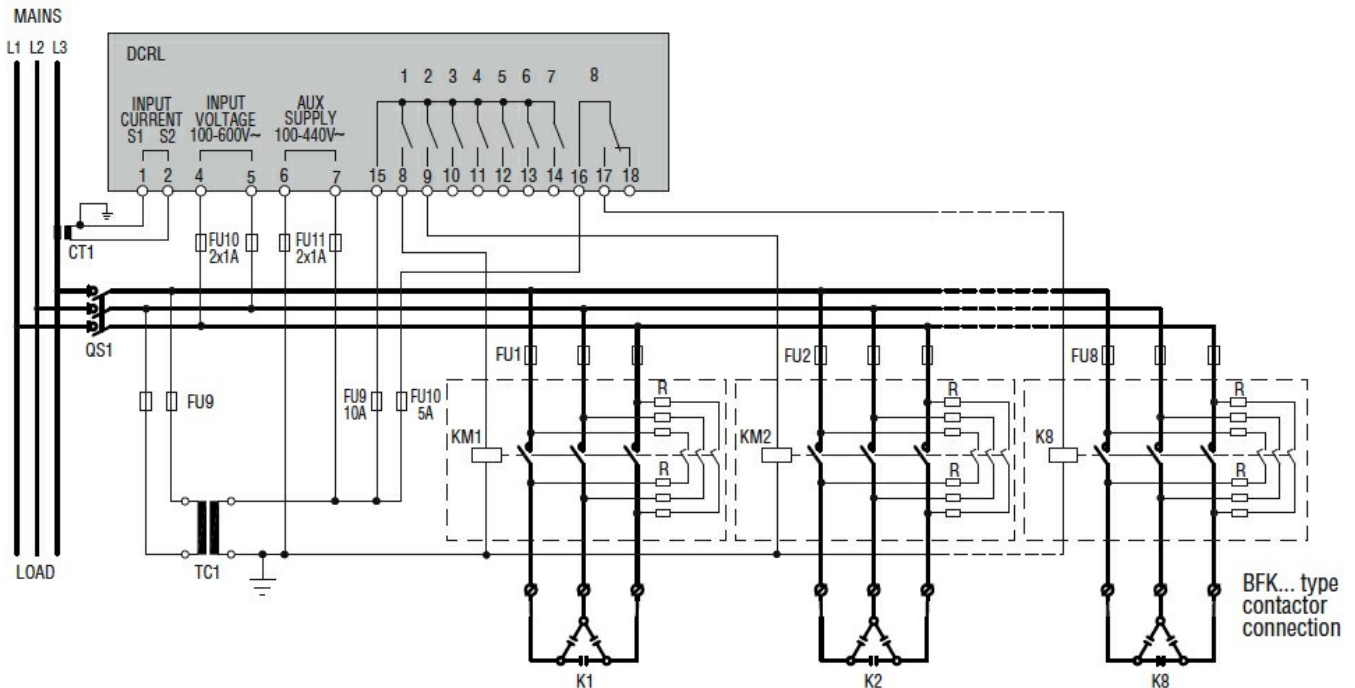 MAINS
L1 L2 L3
DCRL
1 2 3 4 5 6 7 8
INPUT CURRENT
S1 S2
INPUT VOLTAGE
100-600V~
AUX SUPPLY
100-440V~
1 2 4 5 6 7 15 8 9 10 11 12 13 14 16 17 18
CT1
FU10
2x1A
FU11
2x1A
QS1
FU9
FU9
10A
FU10
5A
FU1
FU2
FU8
R
R
R
KM1
KM2
K8
R
R
R
LOAD
TC1
BFK... type
contactor
connection
K1
K2
K8